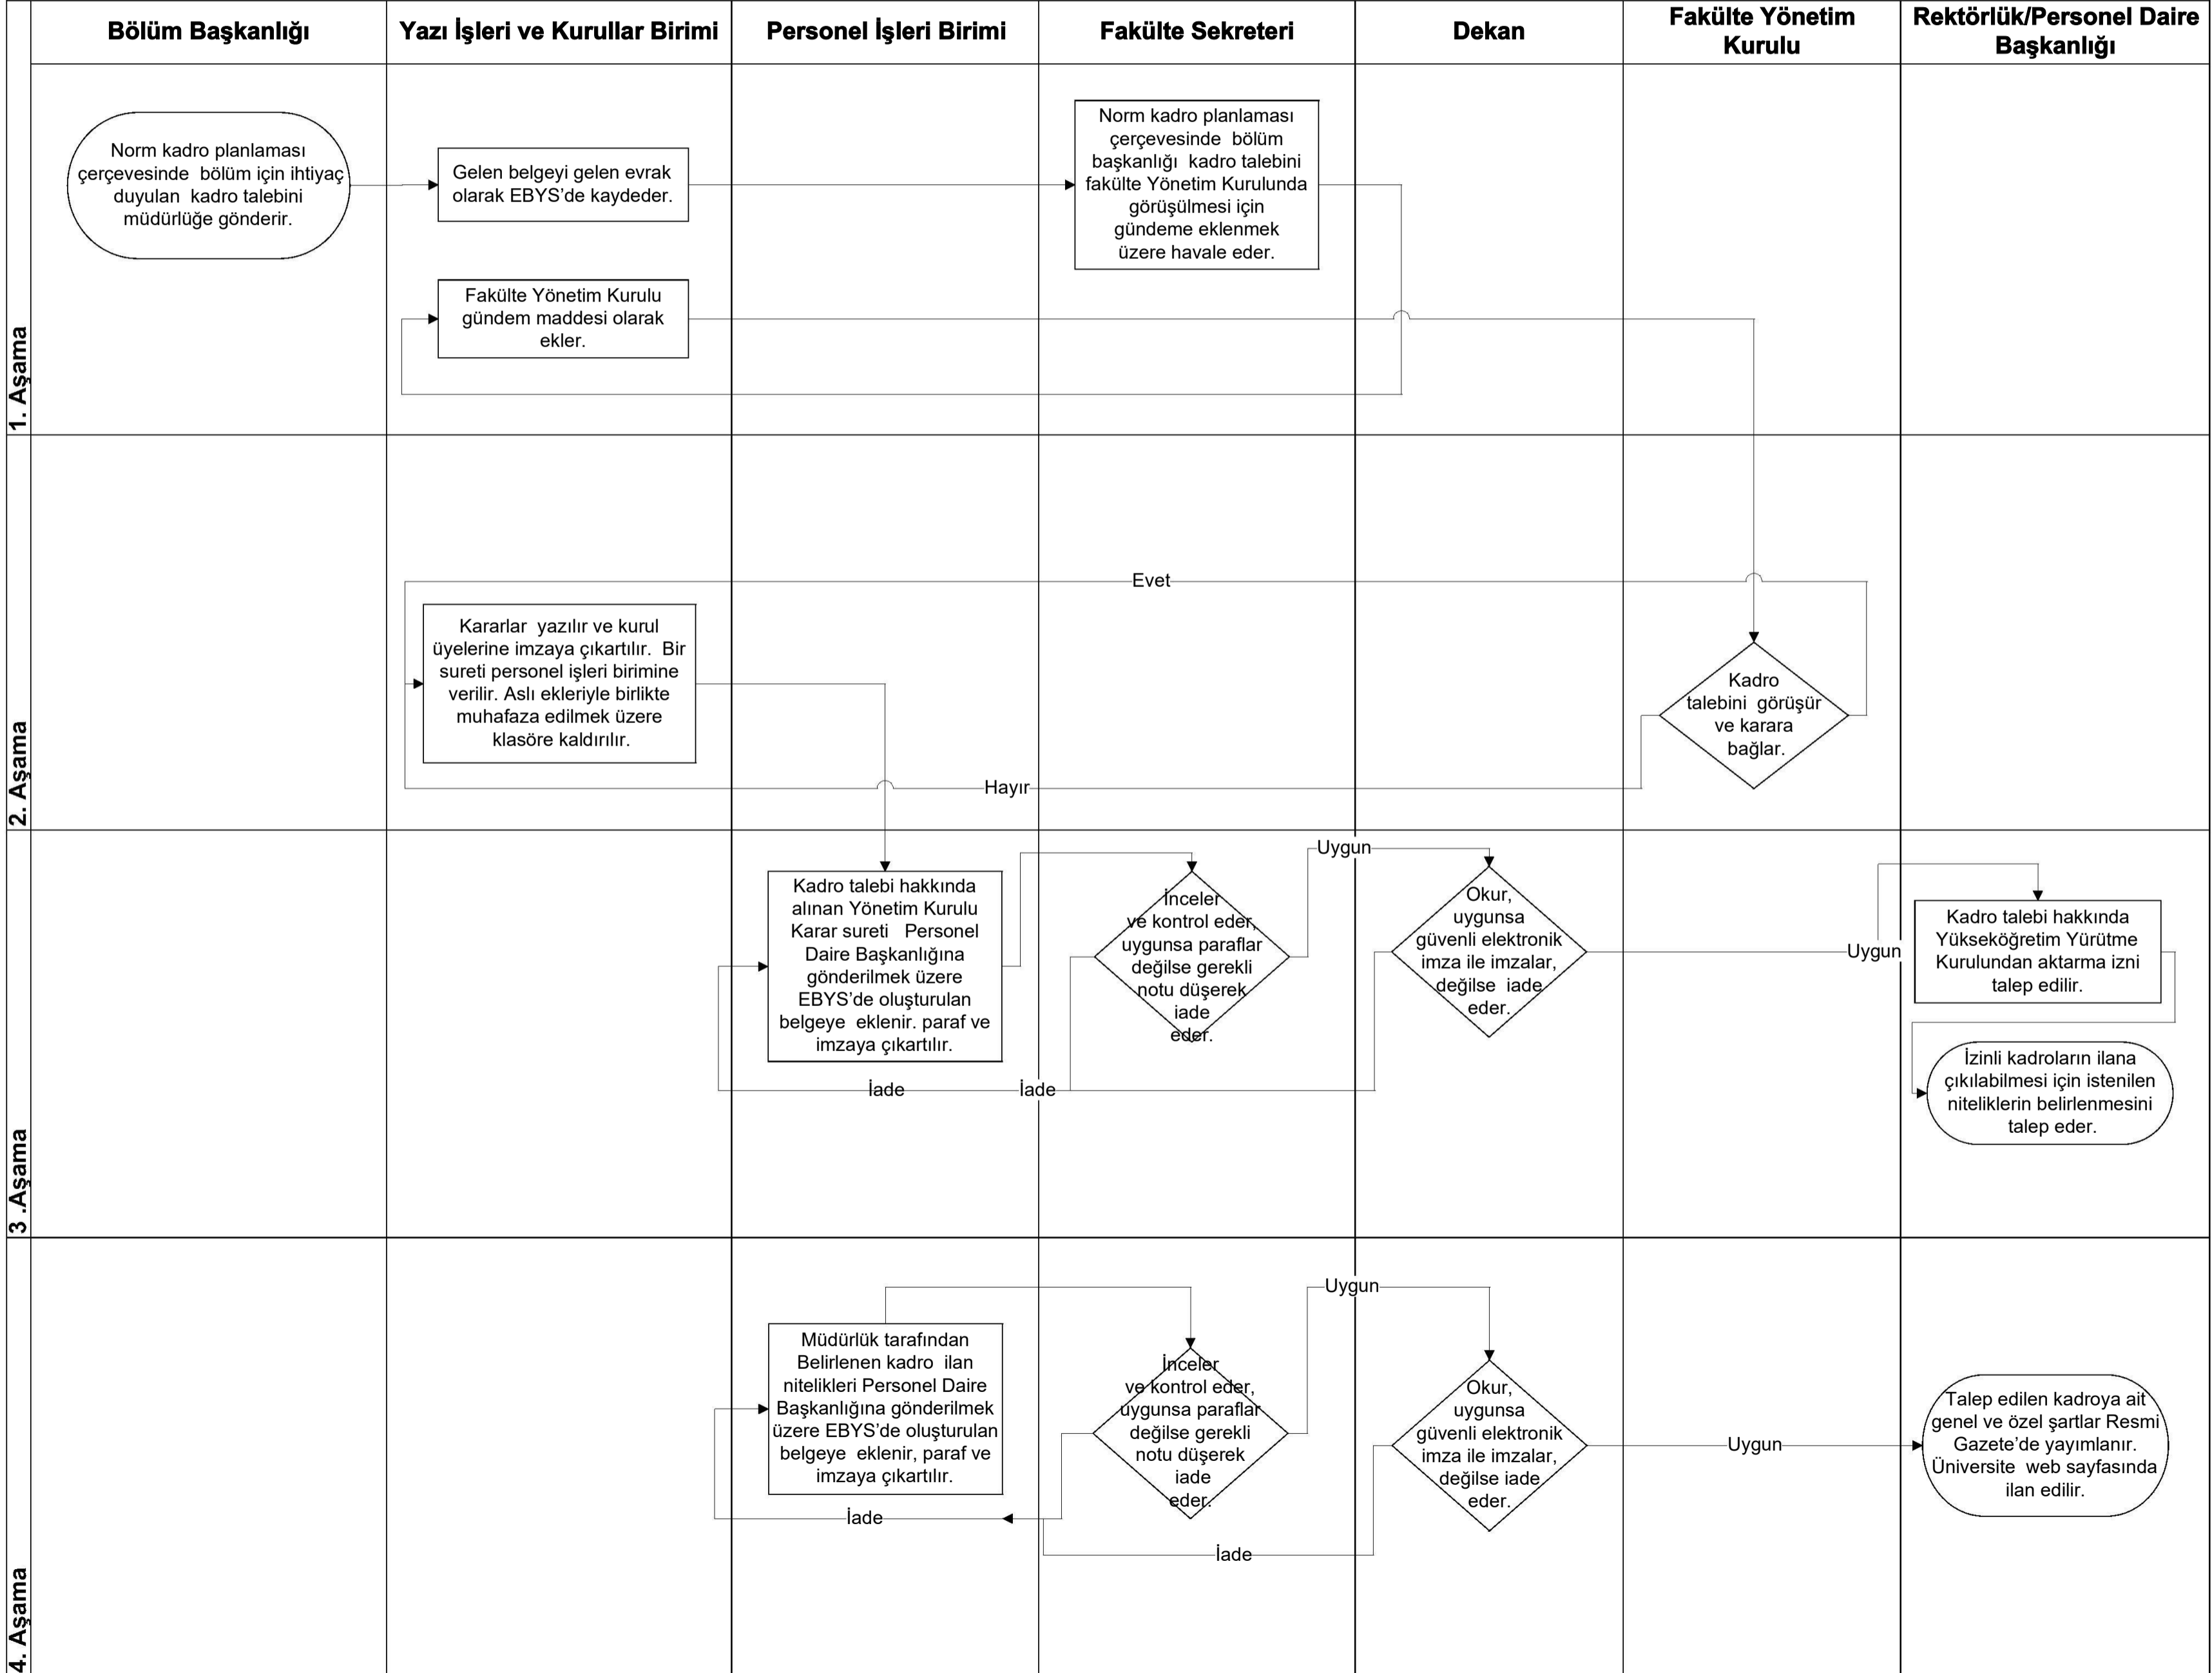 Bölüm Başkanlığı
Yazı İşleri ve Kurullar Birimi
Personel İşleri Birimi
Fakülte Sekreteri
Dekan
Fakülte Yönetim
Kurulu
Rektörlük/Personel Daire
Başkanlığı
1. Aşama
Norm kadro planlaması
çerçevesinde bölüm için ihtiyaç
duyulan kadro talebini
müdürlüğe gönderir.
Gelen belgeyi gelen evrak
olarak EBYS’de kaydeder.
Norm kadro planlaması
çerçevesinde bölüm
başkanlığı kadro talebini
fakülte Yönetim Kurulunda
görüşülmesi için
gündeme eklenmek
üzere havale eder.
Fakülte Yönetim Kurulu
gündem maddesi olarak
ekler.
2. Aşama
Evet
Kararlar yazılır ve kurul
üyelerine imzaya çıkartılır. Bir
sureti personel işleri birimine
verilir. Aslı ekleriyle birlikte
muhafaza edilmek üzere
klasöre kaldırılır.
Kadro
talebini görüşür
ve karara
bağlar.
Hayır
3 .Aşama
Kadro talebi hakkında
alınan Yönetim Kurulu
Karar sureti Personel
Daire Başkanlığına
gönderilmek üzere
EBYS’de oluşturulan
belgeye eklenir. paraf ve
imzaya çıkartılır.
İnceler
ve kontrol eder,
uygunsa paraflar
değilse gerekli
notu düşerek
iade
eder.
Uygun
Okur,
uygunsa
güvenli elektronik
imza ile imzalar,
değilse iade
eder.
Uygun
Kadro talebi hakkında
Yükseköğretim Yürütme
Kurulundan aktarma izni
talep edilir.
İzinli kadroların ilana
çıkılabilmesi için istenilen
niteliklerin belirlenmesini
talep eder.
İade
İade
4. Aşama
Müdürlük tarafından
Belirlenen kadro ilan
nitelikleri Personel Daire
Başkanlığına gönderilmek
üzere EBYS’de oluşturulan
belgeye eklenir, paraf ve
imzaya çıkartılır.
İnceler
ve kontrol eder,
uygunsa paraflar
değilse gerekli
notu düşerek
iade
eder.
Uygun
Okur,
uygunsa
güvenli elektronik
imza ile imzalar,
değilse iade
eder.
Uygun
Talep edilen kadroya ait
genel ve özel şartlar Resmi
Gazete’de yayımlanır.
Üniversite web sayfasında
ilan edilir.
İade
İade